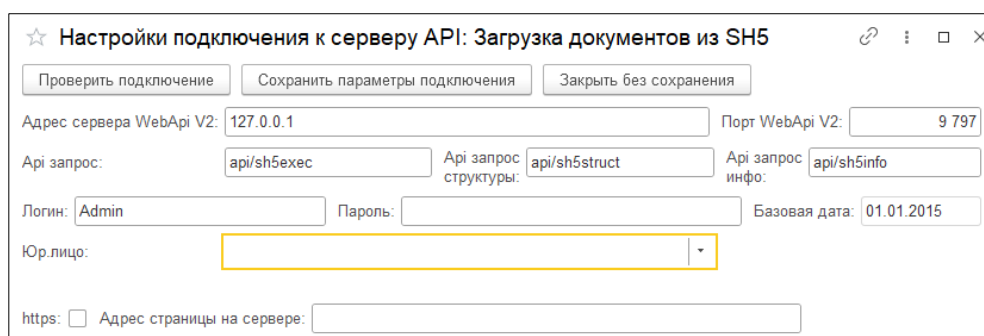 Настройки подключения к серверу API: Загрузка документов из SH5
Проверить подключение Сохранить параметры подключения Закрыть без сохранения
Адрес сервера WebApi V2: 127.0.0.1 Порт WebApi V2: 9 797
Api запрос: api/sh5exec Api запрос структуры: api/sh5struct Api запрос инфо: api/sh5info
Логин: Admin Пароль: Базовая дата: 01.01.2015
Юр.лицо:
https: Адрес страницы на сервере: